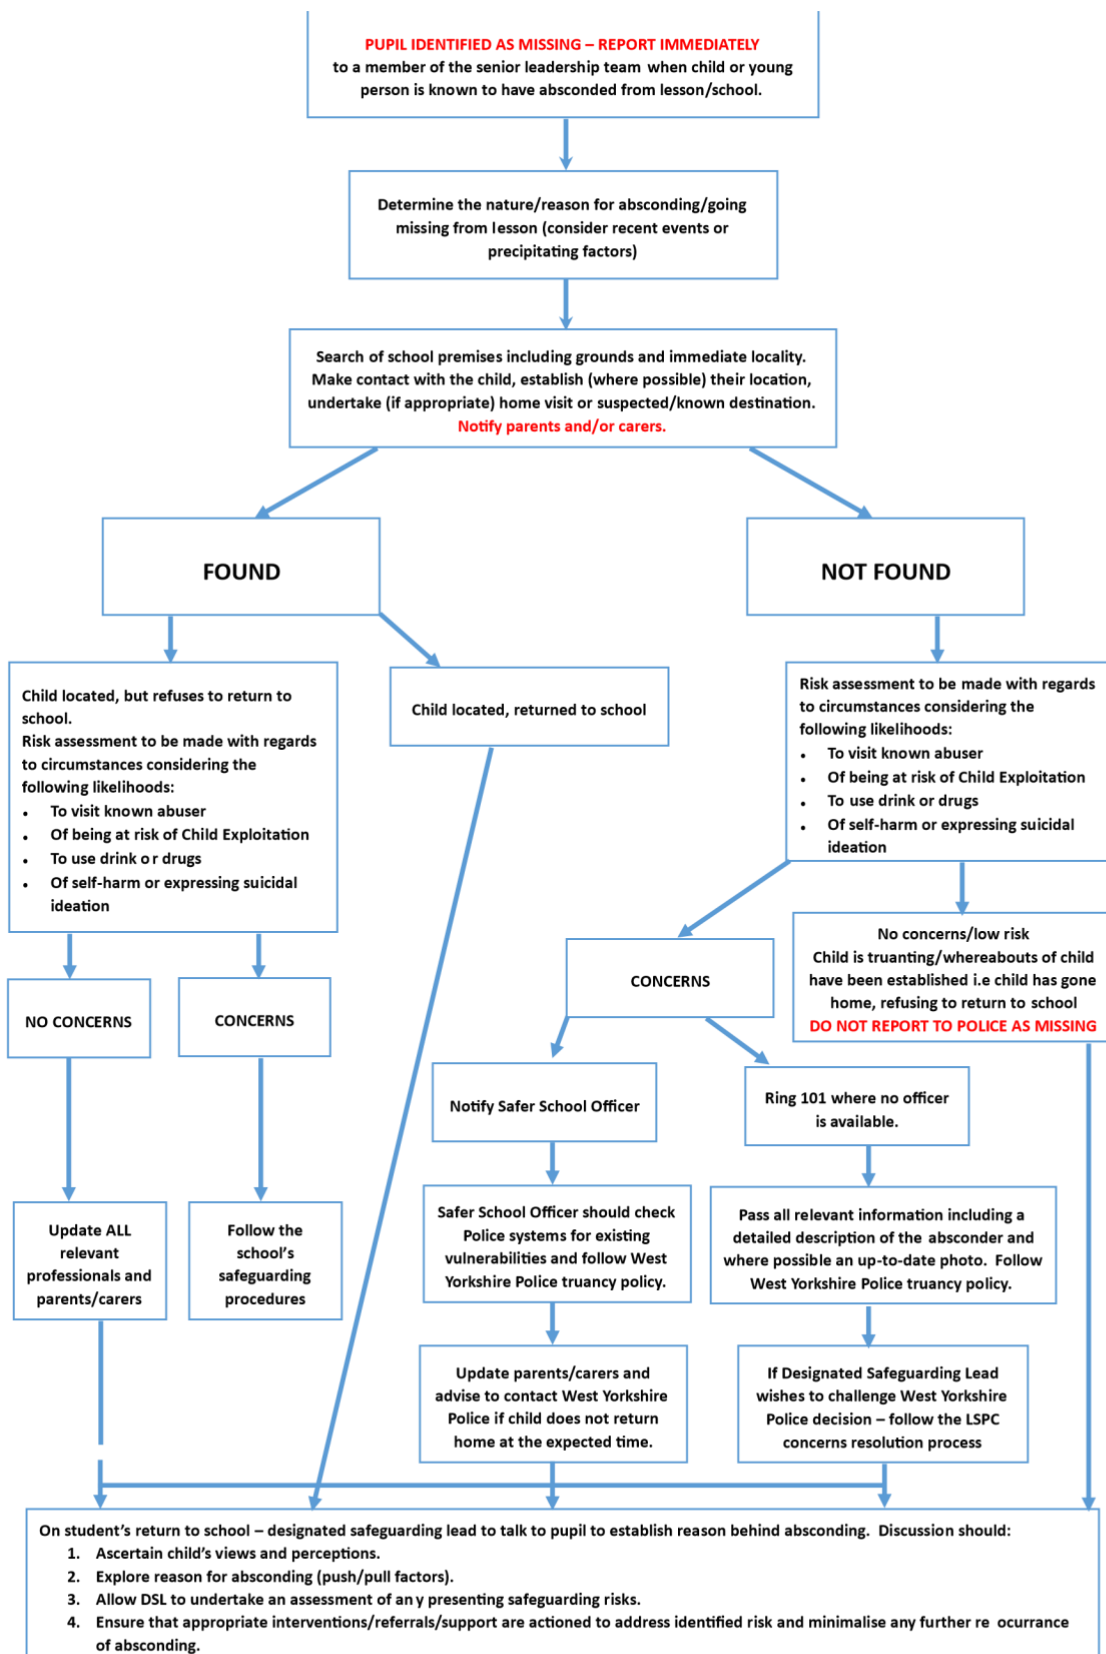 PUPIL IDENTIFIED AS MISSING – REPORT IMMEDIATELY
to a member of the senior leadership team when child or young
person is known to have absconded from lesson/school.
Determine the nature/reason for absconding/going
missing from lesson (consider recent events or
precipitating factors)
Search of school premises including grounds and immediate locality.
Make contact with the child, establish (where possible) their location,
undertake (if appropriate) home visit or suspected/known destination.
Notify parents and/or carers.
FOUND
NOT FOUND
Child located, but refuses to return to
school.
Risk assessment to be made with regards
to circumstances considering the
following likelihoods:
• To visit known abuser
• Of being at risk of Child Exploitation
• To use drink or drugs
• Of self-harm or expressing suicidal
ideation
Child located, returned to school
Risk assessment to be made with regards
to circumstances considering the
following likelihoods:
• To visit known abuser
• Of being at risk of Child Exploitation
• To use drink or drugs
• Of self-harm or expressing suicidal
ideation
NO CONCERNS
CONCERNS
CONCERNS
No concerns/low risk
Child is truanting/whereabouts of child
have been established i.e child has gone
home, refusing to return to school
DO NOT REPORT TO POLICE AS MISSING
Notify Safer School Officer
Ring 101 where no officer
is available.
Update ALL
relevant
professionals and
parents/carers
Follow the
school's
safeguarding
procedures
Safer School Officer should check
Police systems for existing
vulnerabilities and follow West
Yorkshire Police truancy policy.
Pass all relevant information including a
detailed description of the absconder and
where possible an up-to-date photo. Follow
West Yorkshire Police truancy policy.
Update parents/carers and
advise to contact West Yorkshire
Police if child does not return
home at the expected time.
If Designated Safeguarding Lead
wishes to challenge West Yorkshire
Police decision – follow the LSPC
concerns resolution process
On student's return to school – designated safeguarding lead to talk to pupil to establish reason behind absconding. Discussion should:
1. Ascertain child's views and perceptions.
2. Explore reason for absconding (push/pull factors).
3. Allow DSL to undertake an assessment of any presenting safeguarding risks.
4. Ensure that appropriate interventions/referrals/support are actioned to address identified risk and minimalise any further re ocurrance
of absconding.